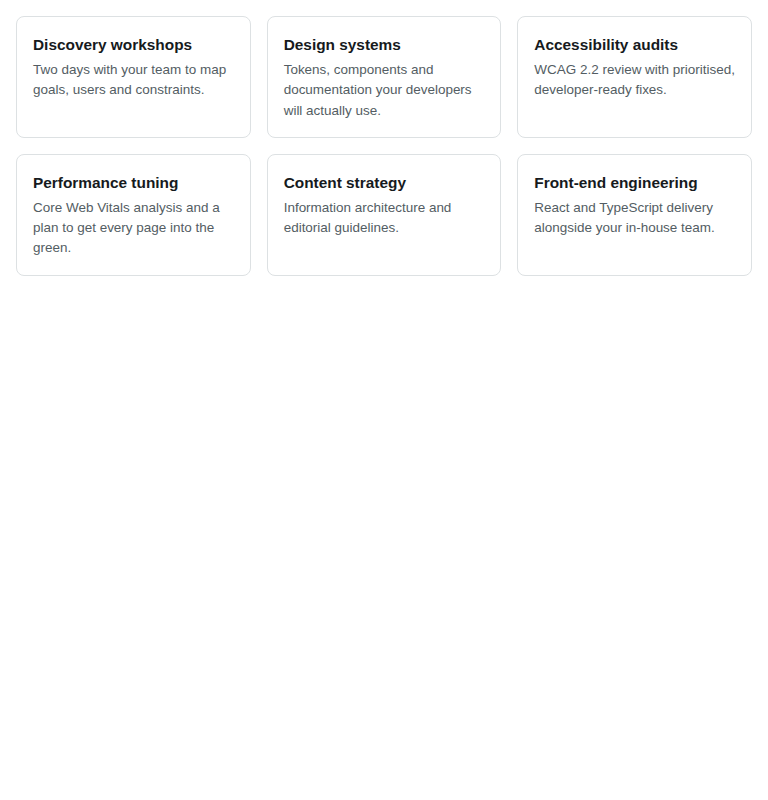 Discovery workshops
Two days with your team to map
goals, users and constraints.
Design systems
Tokens, components and
documentation your developers
will actually use.
Accessibility audits
WCAG 2.2 review with prioritised,
developer-ready fixes.
Performance tuning
Core Web Vitals analysis and a
plan to get every page into the
green.
Content strategy
Information architecture and
editorial guidelines.
Front-end engineering
React and TypeScript delivery
alongside your in-house team.